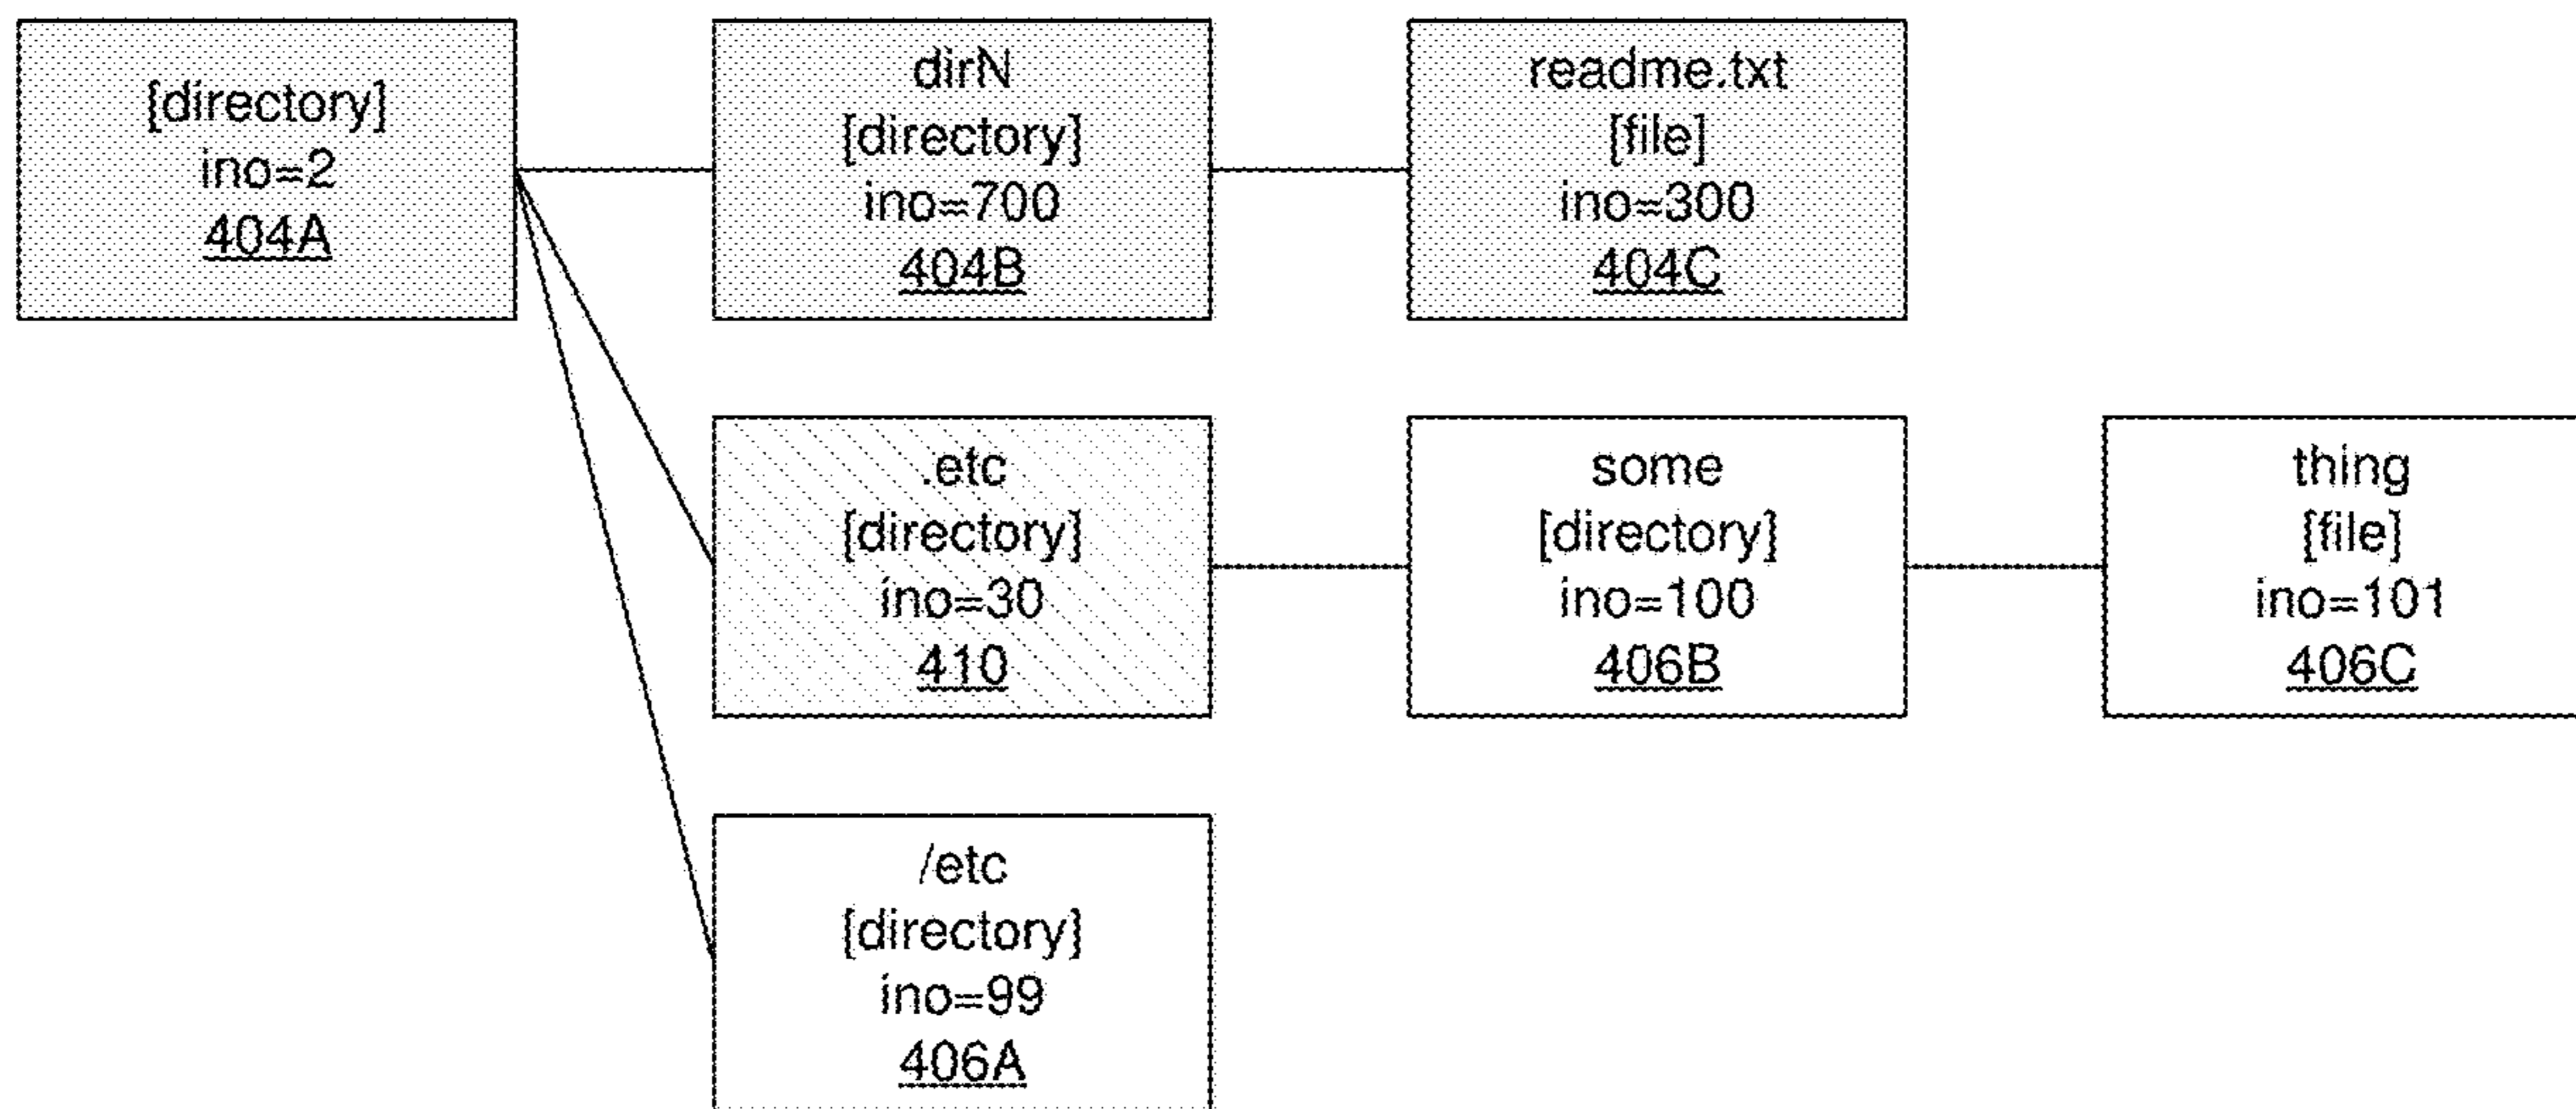 [directory]
ino=2
404A
dirN
[directory]
ino=700
404B
readme.txt
[file]
ino=300
404C
.etc
[directory]
ino=30
410
some
[directory]
ino=100
406B
thing
[file]
ino=101
406C
/etc
[directory]
ino=99
406A